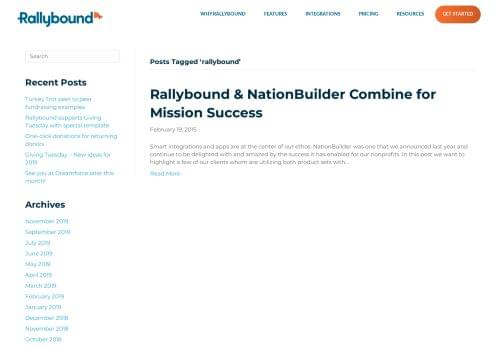 Rallybound
WHY RALLYBOUND
FEATURES
INTEGRATIONS
PRICING
RESOURCES
GET STARTED
Search
Recent Posts
Turkey Trot peer to peer
fundraising examples
Rallybound supports Giving
Tuesday with special template
One-click donations for returning
donors
Giving Tuesday – New ideas for
2019
See you at Dreamforce later this
month!
Archives
November 2019
September 2019
July 2019
June 2019
May 2019
April 2019
March 2019
February 2019
January 2019
December 2018
November 2018
October 2018
Posts Tagged ‘rallybound’
Rallybound & NationBuilder Combine for
Mission Success
February 19, 2015
Smart integrations and apps are at the center of our ethos. NationBuilder was one that we announced last year and
continue to be delighted with and amazed by the success it has enabled for our nonprofits. In this post we want to
highlight a few of our clients whom are utilizing both product sets with…
Read More